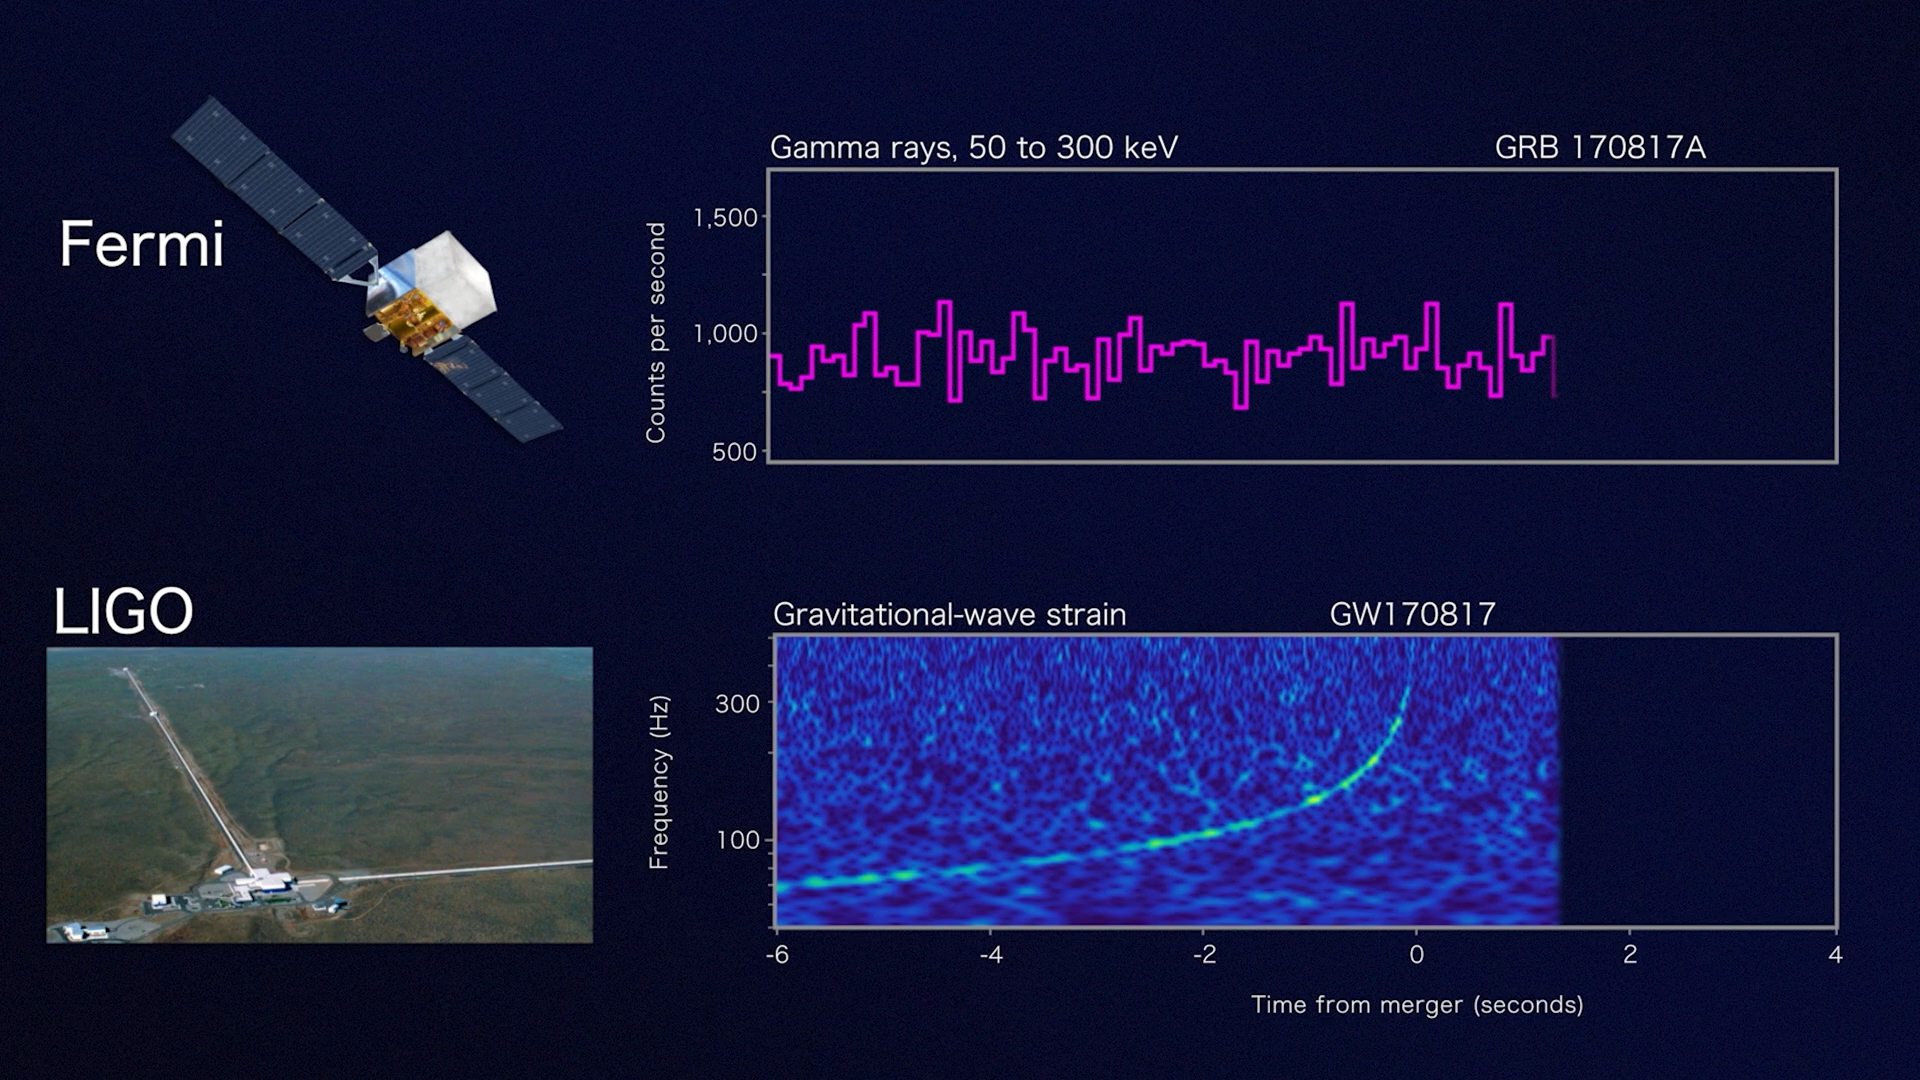 Fermi
Gamma rays, 50 to 300 keV
GRB 170817A
Counts per second
1,500
1,000
500
LIGO
Gravitational-wave strain
GW170817
Frequency (Hz)
300
100
-6 -4 -2 0 2 4
Time from merger (seconds)